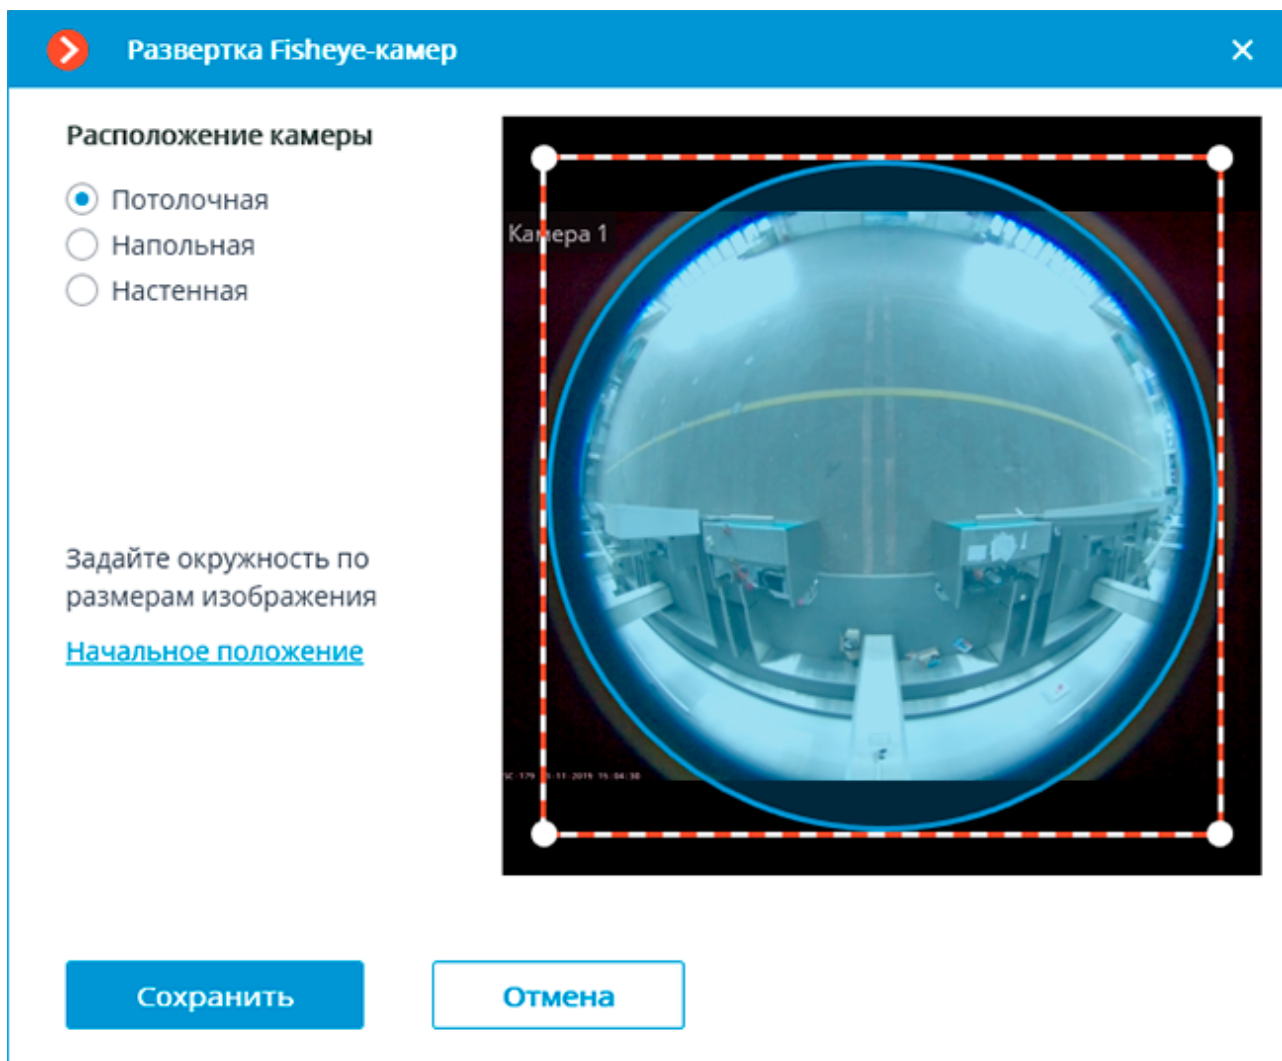 Развертка Fisheye-камер
Расположение камеры
Потолочная
Напольная
Настенная
Камера 1
Задайте окружность по
размерам изображения
Начальное положение
Сохранить
Отмена